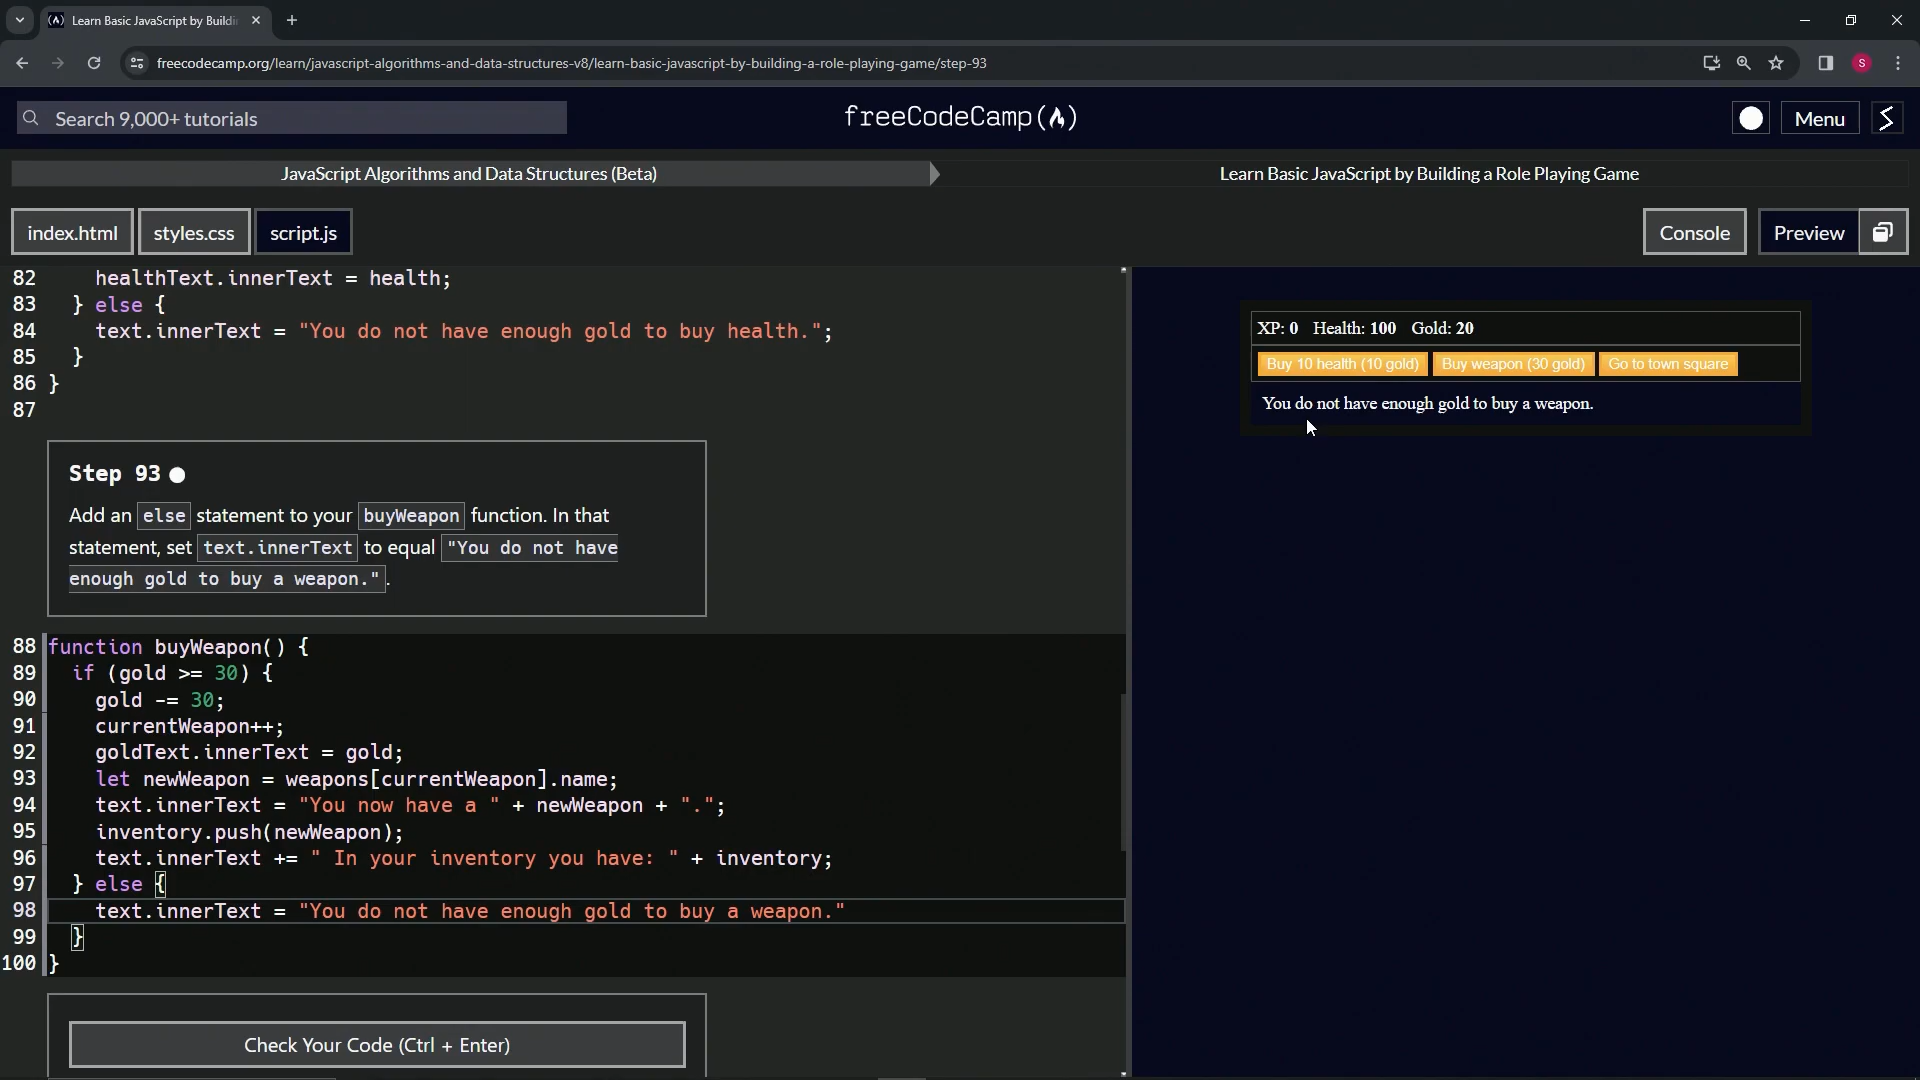 Learn Basic JavaScript by Buildi
freecodecamp.org/learn/javascript-algorithms-and-data-structures-v8/learn-basic-javascript-by-building-a-role-playing-game/step-93
S
Search 9,000+ tutorials
freeCodeCamp
Menu
JavaScript Algorithms and Data Structures (Beta)
Learn Basic JavaScript by Building a Role Playing Game
index.html
styles.css
script.js
Console
Preview
82 healthText.innerText = health;
83 } else {
84 text.innerText = "You do not have enough gold to buy health.";
85 }
86 }
87
Step 93
Add an else statement to your buyWeapon function. In that
statement, set text.innerText to equal "You do not have
enough gold to buy a weapon.".
88 function buyWeapon() {
89 if (gold >= 30) {
90 gold -= 30;
91 currentWeapon++;
92 goldText.innerText = gold;
93 let newWeapon = weapons[currentWeapon].name;
94 text.innerText = "You now have a " + newWeapon + ".";
95 inventory.push(newWeapon);
96 text.innerText += " In your inventory you have: " + inventory;
97 } else {
98 text.innerText = "You do not have enough gold to buy a weapon."
99 }
100 }
Check Your Code (Ctrl + Enter)
XP: 0 Health: 100 Gold: 20
Buy 10 health (10 gold)
Buy weapon (30 gold)
Go to town square
You do not have enough gold to buy a weapon.